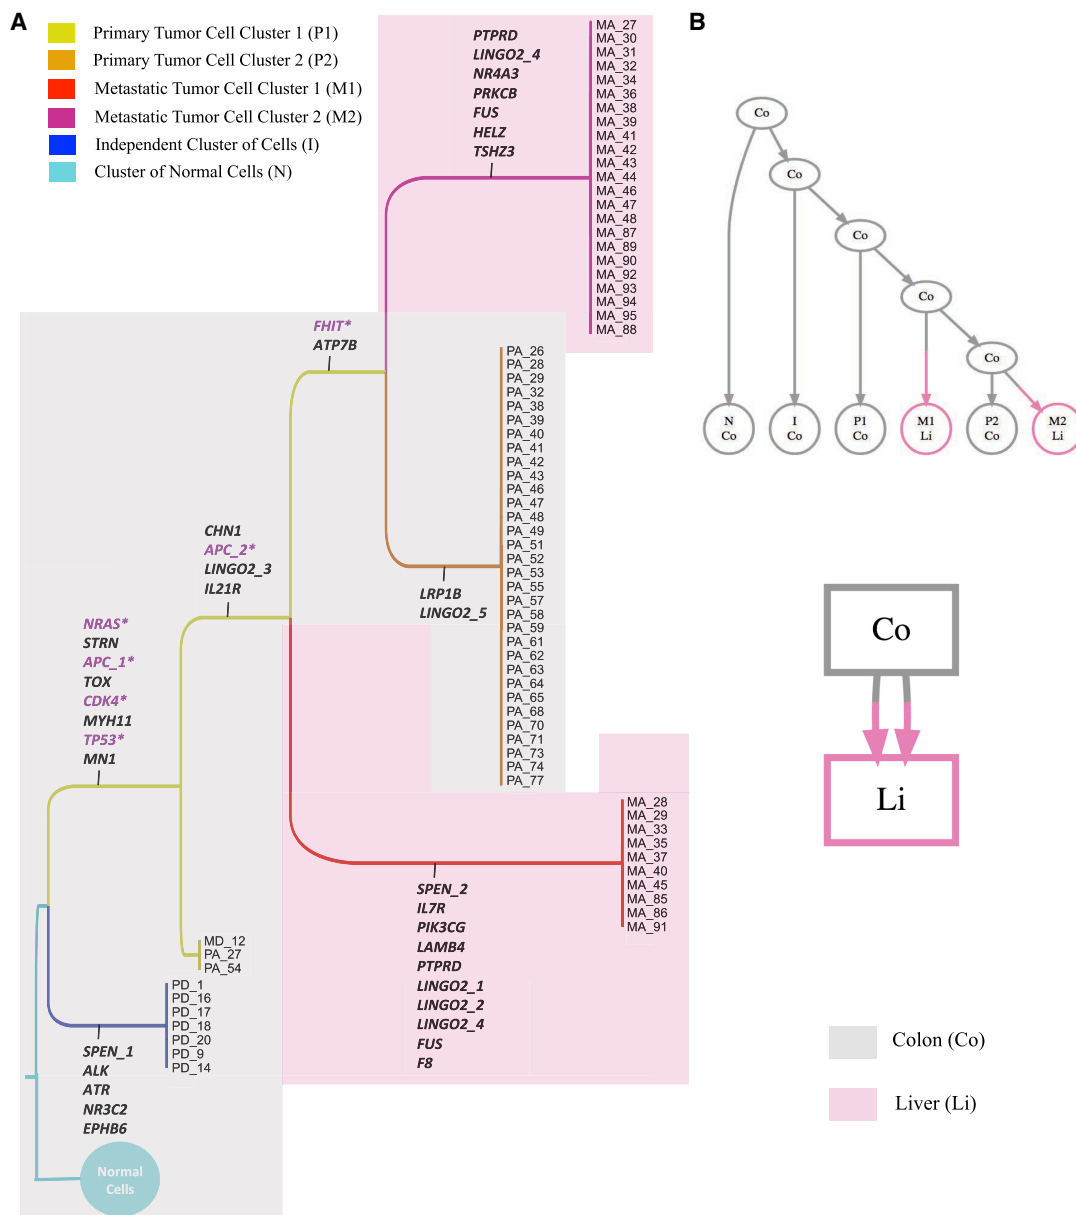 A
Primary Tumor Cell Cluster 1 (P1)
Primary Tumor Cell Cluster 2 (P2)
Metastatic Tumor Cell Cluster 1 (M1)
Metastatic Tumor Cell Cluster 2 (M2)
Independent Cluster of Cells (I)
Cluster of Normal Cells (N)
PTPRD
LINGO2_4
NR4A3
PRKCB
FUS
HELZ
TSHZ3
MA_27
MA_30
MA_31
MA_32
MA_34
MA_36
MA_38
MA_39
MA_41
MA_42
MA_43
MA_44
MA_46
MA_47
MA_48
MA_87
MA_89
MA_90
MA_92
MA_93
MA_94
MA_95
MA_88
FHIT*
ATP7B
PA_26
PA_28
PA_29
PA_32
PA_38
PA_39
PA_40
PA_41
PA_42
PA_43
PA_46
PA_47
PA_48
PA_49
PA_51
PA_52
PA_53
PA_55
PA_57
PA_58
PA_59
PA_61
PA_62
PA_63
PA_64
PA_65
PA_68
PA_70
PA_71
PA_73
PA_74
PA_77
CHN1
APC_2*
LINGO2_3
IL21R
LRP1B
LINGO2_5
NRAS*
STRN
APC_1*
TOX
CDK4*
MYH11
TP53*
MN1
MA_28
MA_29
MA_33
MA_35
MA_37
MA_40
MA_45
MA_85
MA_86
MA_91
SPEN_2
IL7R
PIK3CG
LAMB4
PTPRD
LINGO2_1
LINGO2_2
LINGO2_4
FUS
F8
MD_12
PA_27
PA_54
PD_1
PD_16
PD_17
PD_18
PD_20
PD_9
PD_14
SPEN_1
ALK
ATR
NR3C2
EPHB6
Normal
Cells
B
Co
Co
Co
Co
Co
N
Co
I
Co
P1
Co
M1
Li
P2
Co
M2
Li
Co
Li
Colon (Co)
Liver (Li)